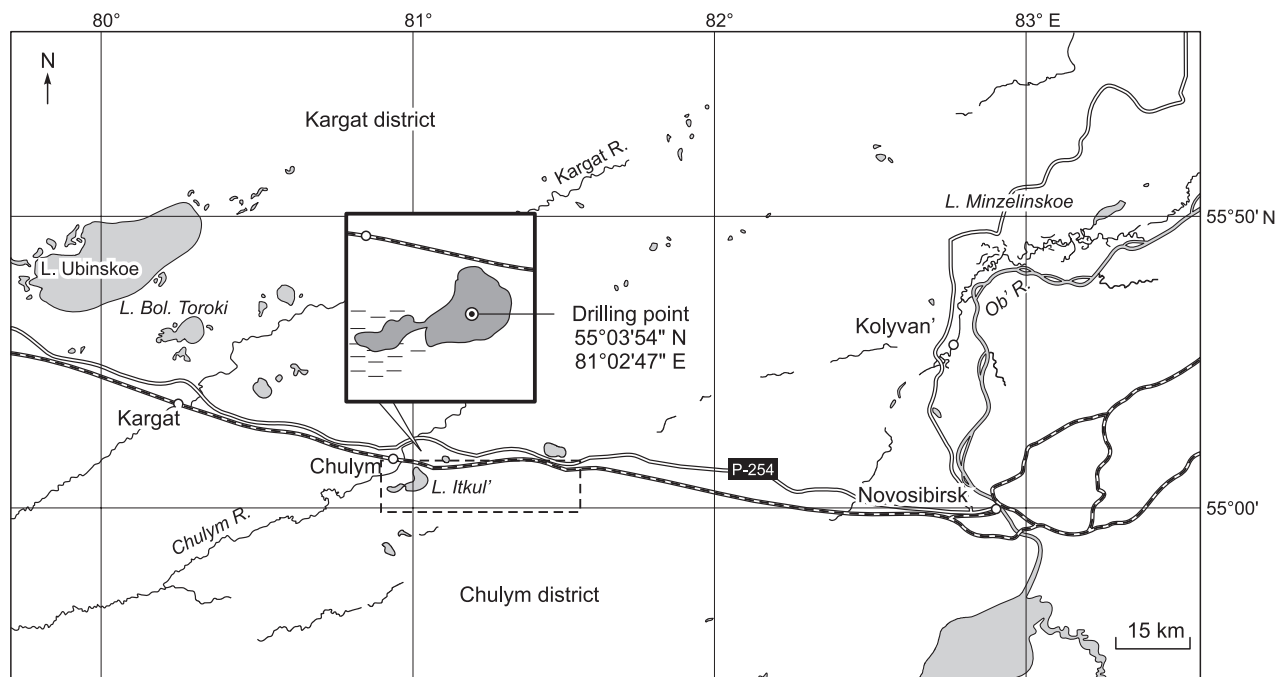 80°
81°
82°
83° E
N
Kargat district
Kargat R.
L. Minzelinskoe
55°50' N
L. Ubinskoe
L. Bol. Toroki
Ob' R.
Drilling point
55°03'54" N
81°02'47" E
Kolyvan'
Kargat
Chulym
P-254
L. Itkul'
Novosibirsk
55°00'
Chulym R.
Chulym district
15 km